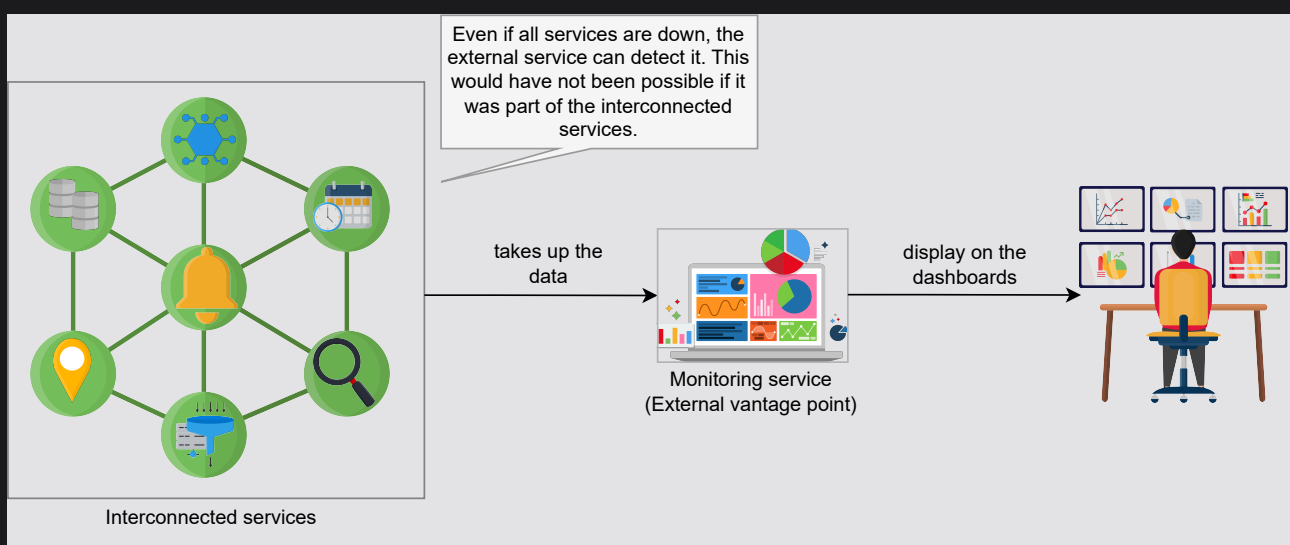 Even if all services are down, the
external service can detect it. This
would have not been possible if it
was part of the interconnected
services.
takes up the
data
display on the
dashboards
Monitoring service
(External vantage point)
Interconnected services